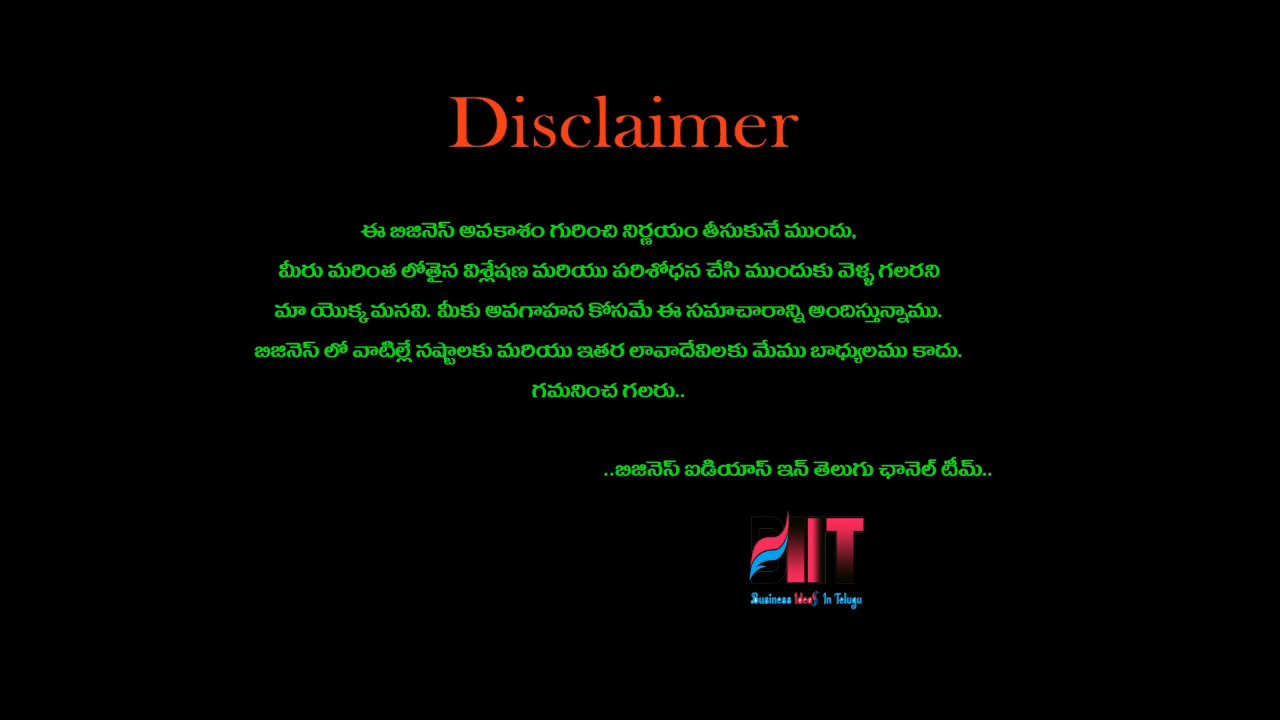 Disclaimer
ఈ బిజినెస్ అవకాశం గురించి నిర్ణయం తీసుకునే ముందు,
మీరు మరింత లోతైన విశ్లేషణ మరియు పరిశోధన చేసి ముందుకు వెళ్ళ గలరని
మా యొక్క మనవి. మీకు అవగాహన కోసమే ఈ సమాచారాన్ని అందిస్తున్నాము.
బిజినెస్ లో వాటిల్లే నష్టాలకు మరియు ఇతర లావాదేవిలకు మేము బాధ్యులము కాదు.
గమనించ గలరు..
..బిజినెస్ ఐడియాస్ ఇన్ తెలుగు ఛానెల్ టీమ్..
BIIT
Business IdeaS In Telugu